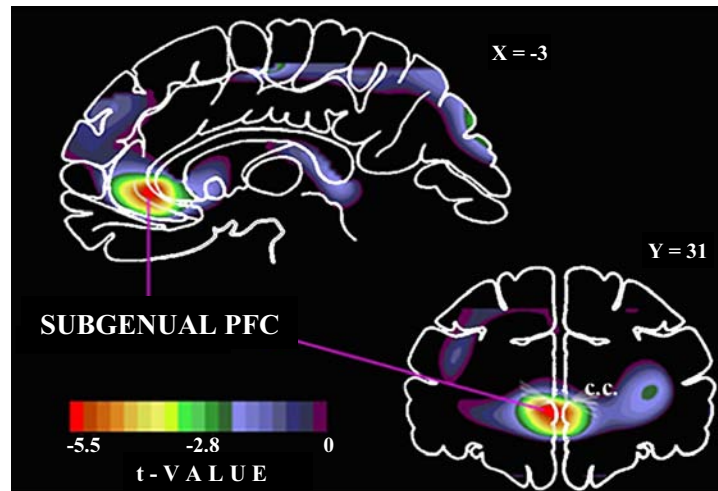 X = -3
Y = 31
SUBGENUAL PFC
C.C.
-5.5 -2.8 0
t - V A L U E